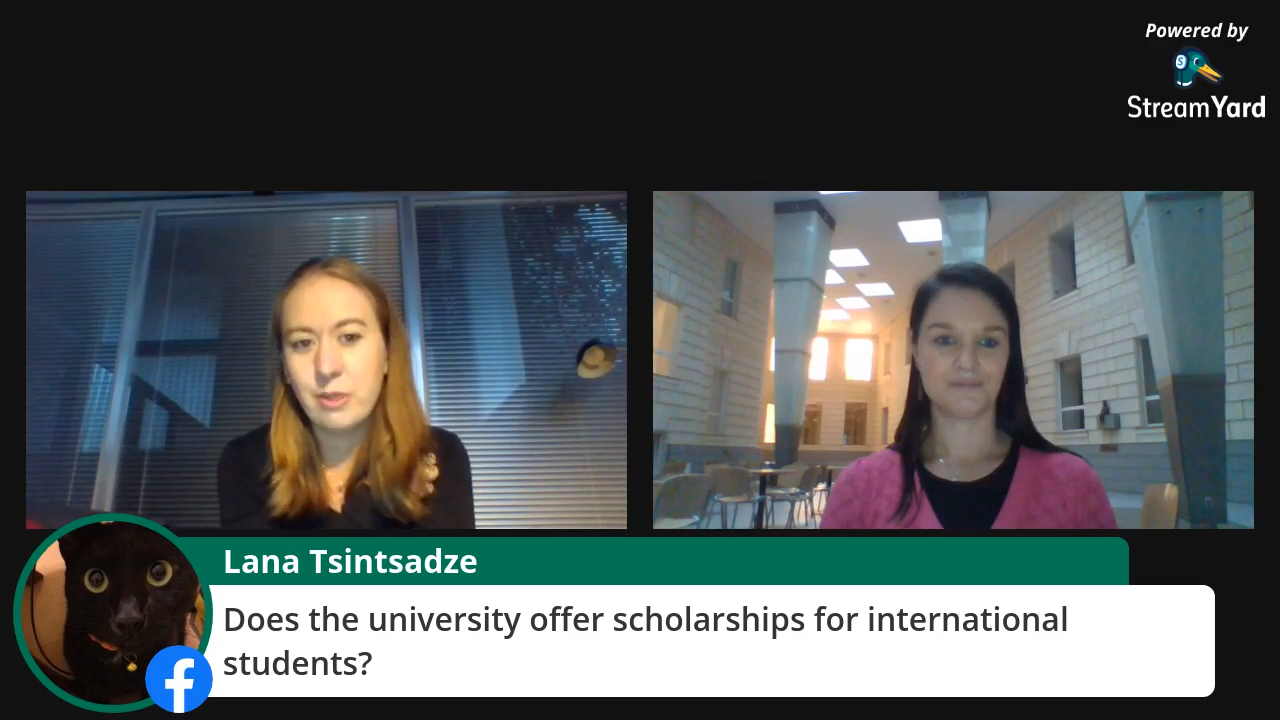 Powered by
StreamYard
Lana Tsintsadze
Does the university offer scholarships for international
students?